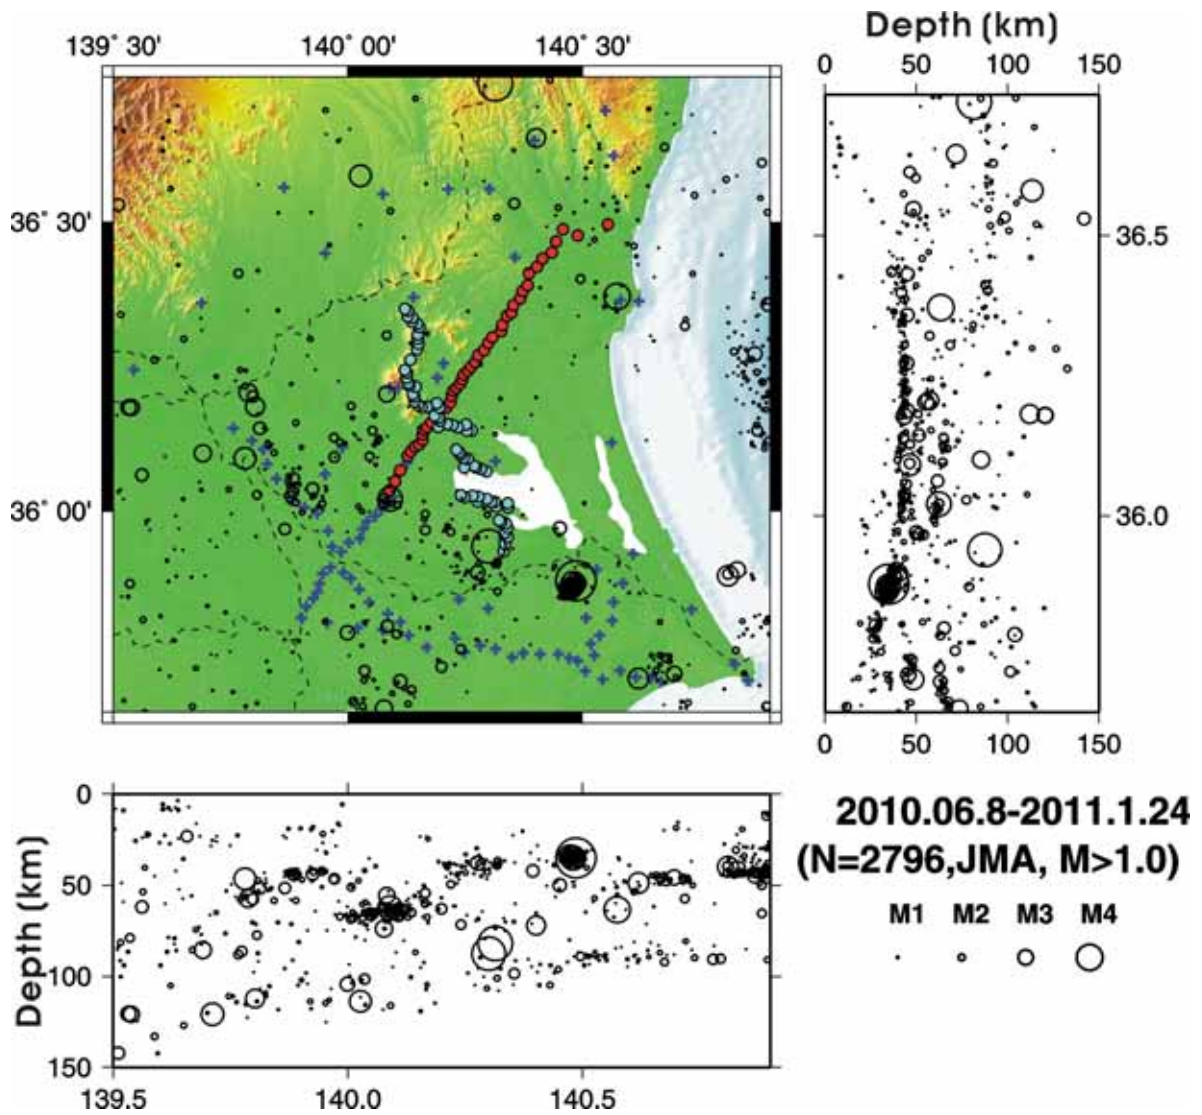 Depth (km)
139° 30' 140° 00' 140° 30'
0 50 100 150
36° 30'
36.5
36° 00'
36.0
0 50 100 150
0
50
100
150
Depth (km)
139.5 140.0 140.5
2010.06.8-2011.1.24
(N=2796,JMA, M>1.0)
M1 M2 M3 M4